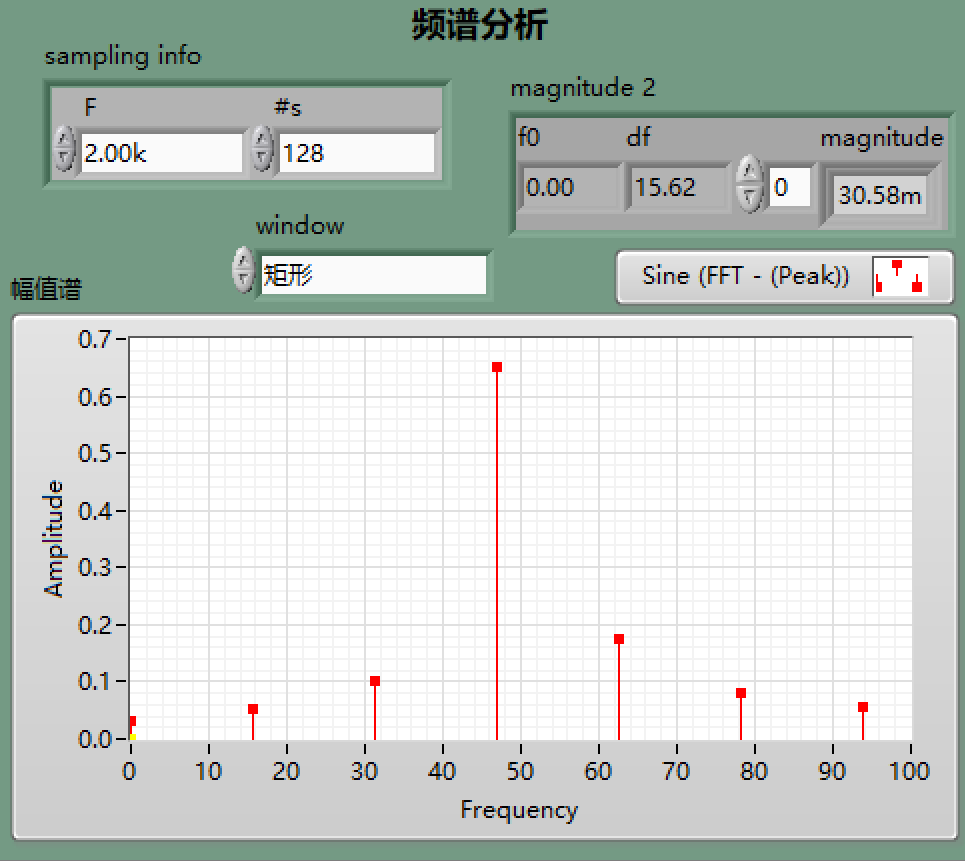 频谱分析
sampling info
F #s
2.00k 128
magnitude 2
f0 df magnitude
0.00 15.62 0 30.58m
window
矩形
幅值谱
Sine (FFT - (Peak))
0.7
0.6
0.5
0.4
0.3
0.2
0.1
0.0
Amplitude
0 10 20 30 40 50 60 70 80 90 100
Frequency